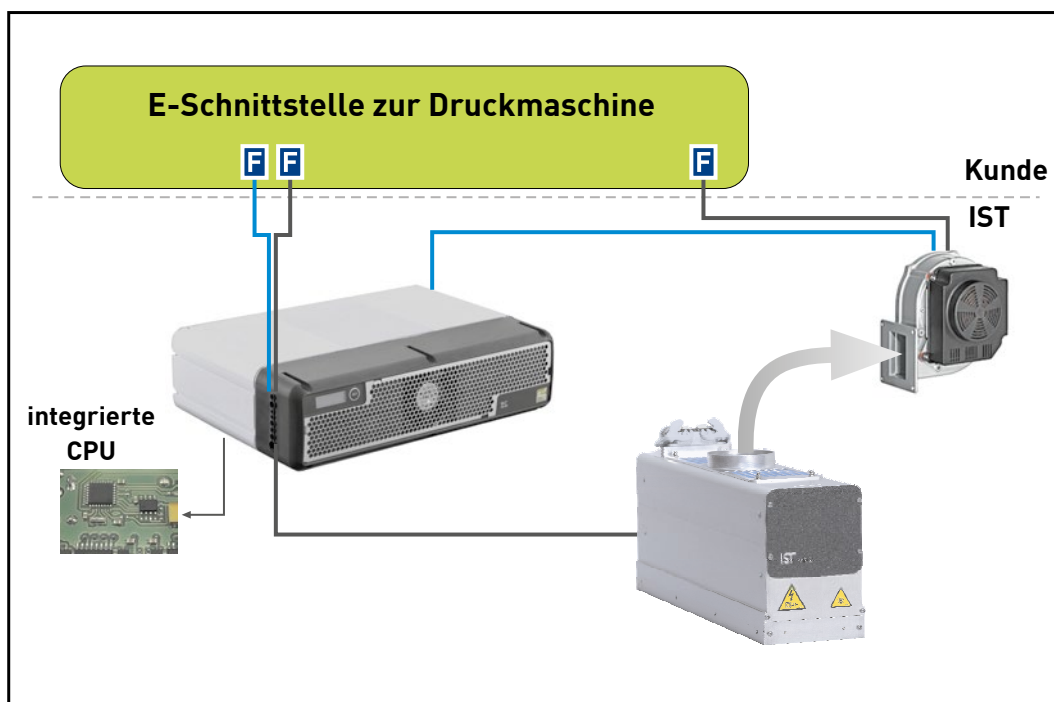 E-Schnittstelle zur Druckmaschine
F F F
Kunde
IST
integrierte
CPU
IST